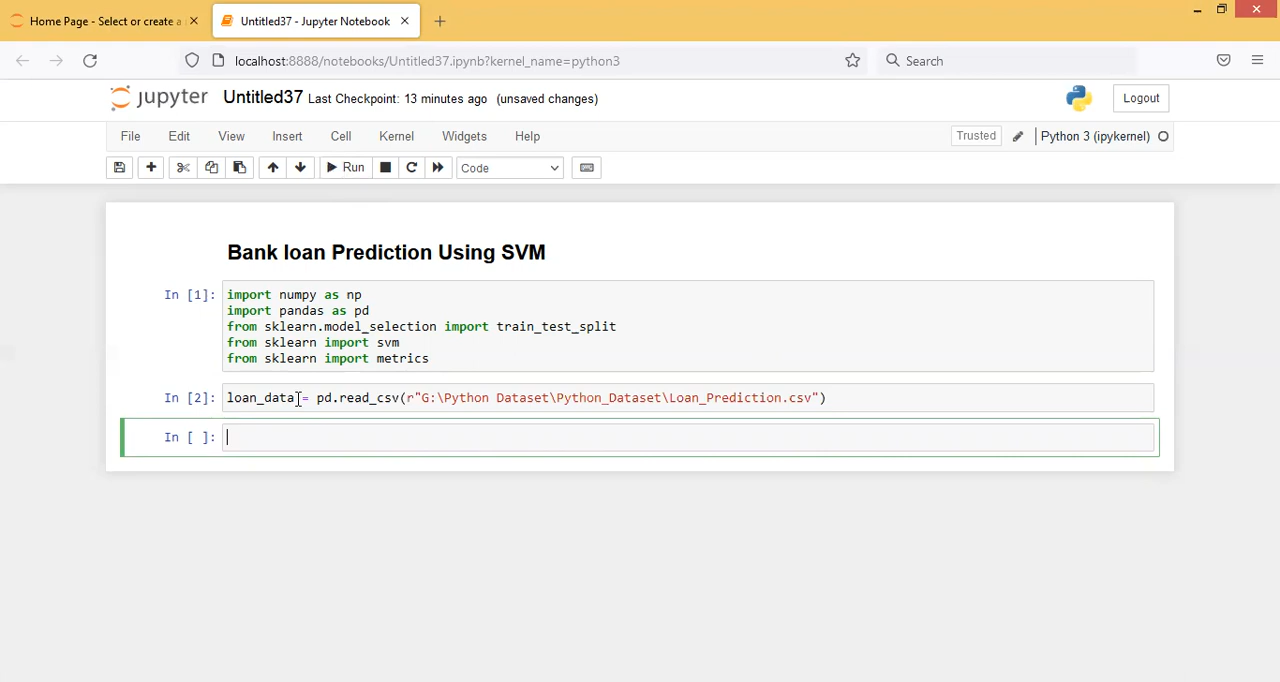 Home Page - Select or create a
Untitled37 - Jupyter Notebook
localhost:8888/notebooks/Untitled37.ipynb?kernel_name=python3
Search
jupyter Untitled37 Last Checkpoint: 13 minutes ago (unsaved changes)
Logout
File Edit View Insert Cell Kernel Widgets Help
Trusted
Python 3 (ipykernel)
Run
Code
Bank loan Prediction Using SVM
In [1]: import numpy as np
import pandas as pd
from sklearn.model_selection import train_test_split
from sklearn import svm
from sklearn import metrics
In [2]: loan_data = pd.read_csv(r"G:\Python Dataset\Python_Dataset\Loan_Prediction.csv")
In [ ]: